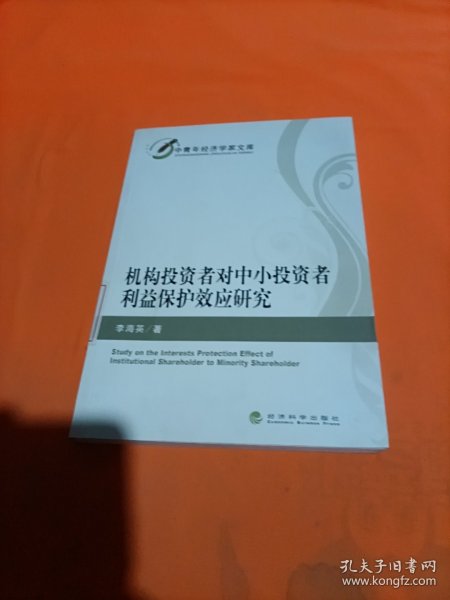 中青年经济学家文库
机构投资者对中小投资者
利益保护效应研究
李海英/著
Study on the Interests Protection Effect of
Institutional Shareholder to Minority Shareholder
经济科学出版社
Economic Science Press
孔夫子旧书网
www.kongfz.com